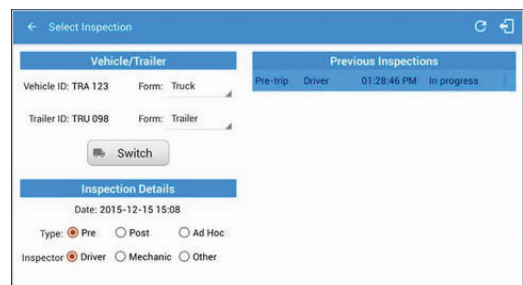 Select Inspection
Vehicle/Trailer
Vehicle ID: TRA 123 Form: Truck
Trailer ID: TRU 098 Form: Trailer
Switch
Inspection Details
Date: 2015-12-15 15:08
Type: Pre Post Ad Hoc
Inspector Driver Mechanic Other
Previous Inspections
Pre-trip Driver 01:28:46 PM In progress